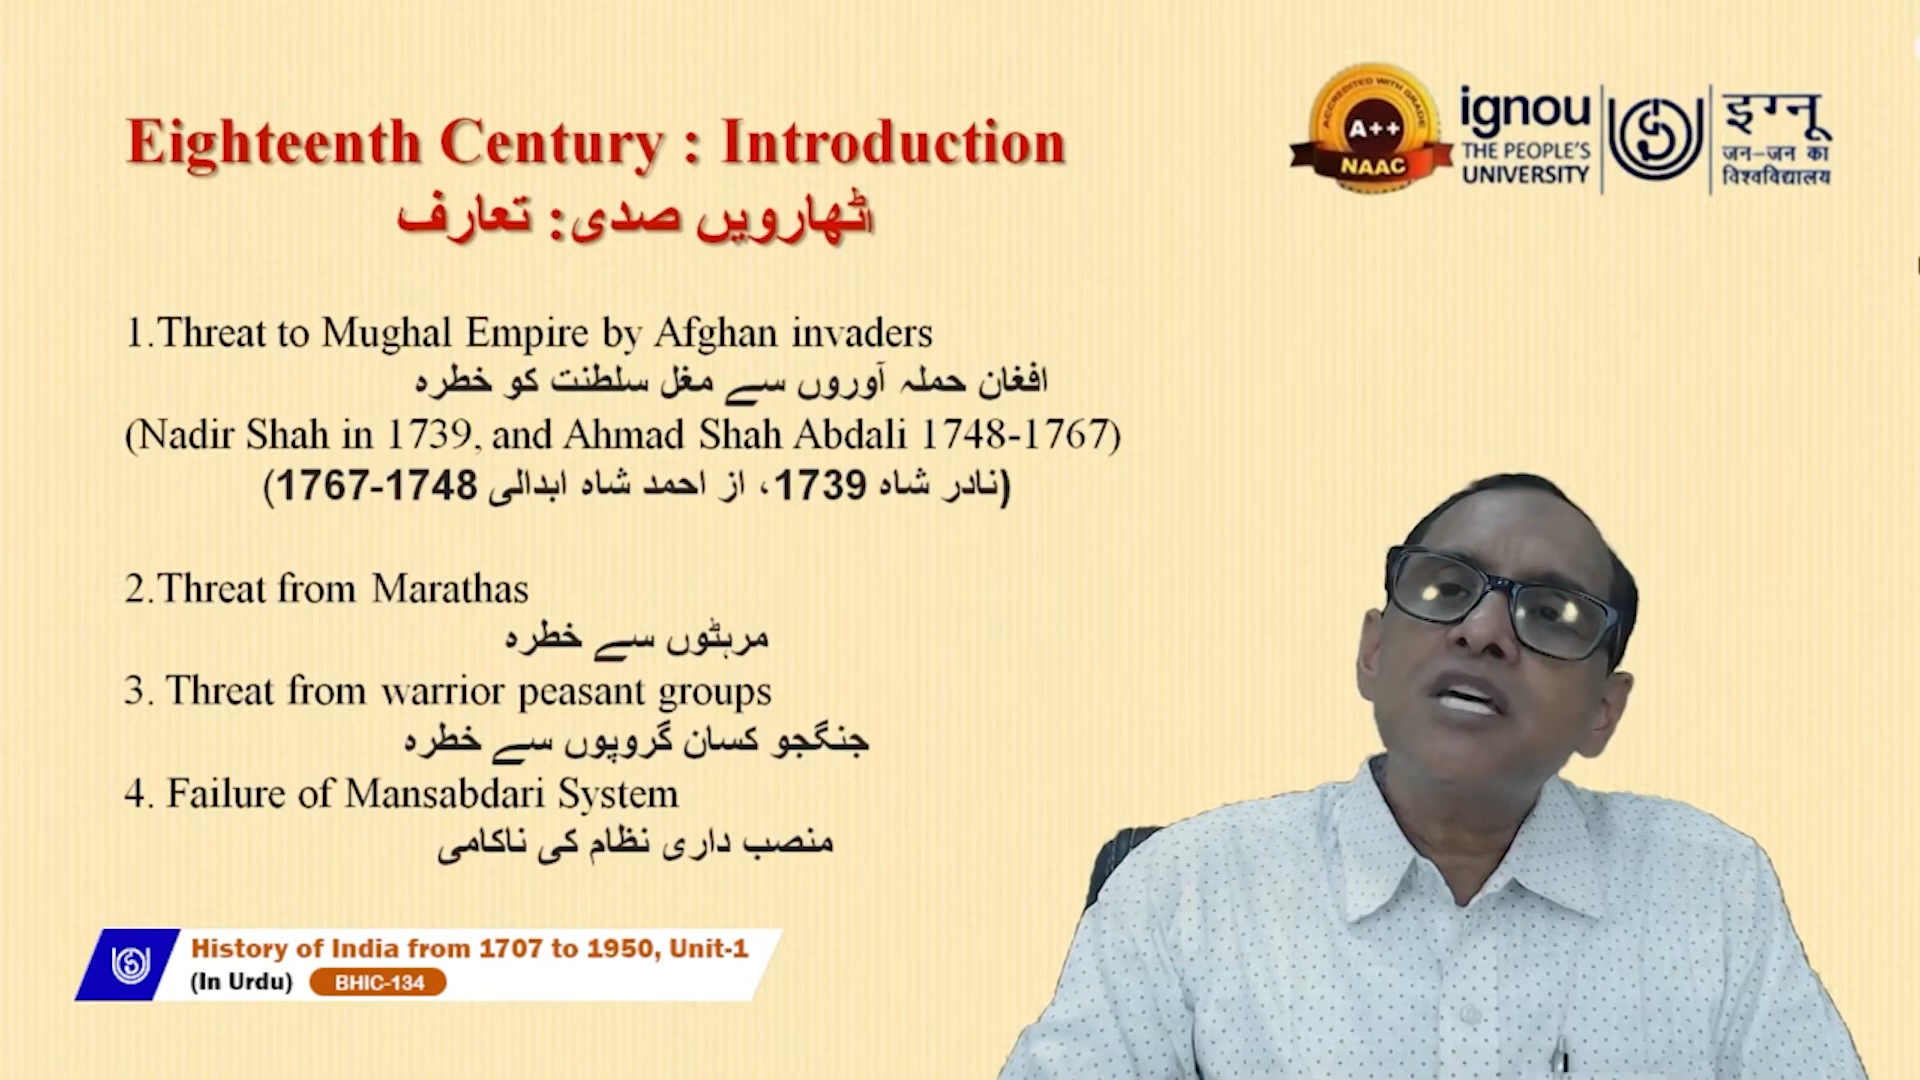 Eighteenth Century : Introduction
اٹھارویں صدی: تعارف
1.Threat to Mughal Empire by Afghan invaders
افغان حملہ آوروں سے مغل سلطنت کو خطرہ
(Nadir Shah in 1739, and Ahmad Shah Abdali 1748-1767)
(نادر شاہ 1739، از احمد شاہ ابدالی 1748-1767)
2.Threat from Marathas
مرہٹوں سے خطرہ
3. Threat from warrior peasant groups
جنگجو کسان گروپوں سے خطرہ
4. Failure of Mansabdari System
منصب داری نظام کی ناکامی
ACCREDITED WITH GRADE
A++
NAAC
ignou
THE PEOPLE'S
UNIVERSITY
इग्नू
जन-जन का
विश्वविद्यालय
History of India from 1707 to 1950, Unit-1
(In Urdu) BHIC-134